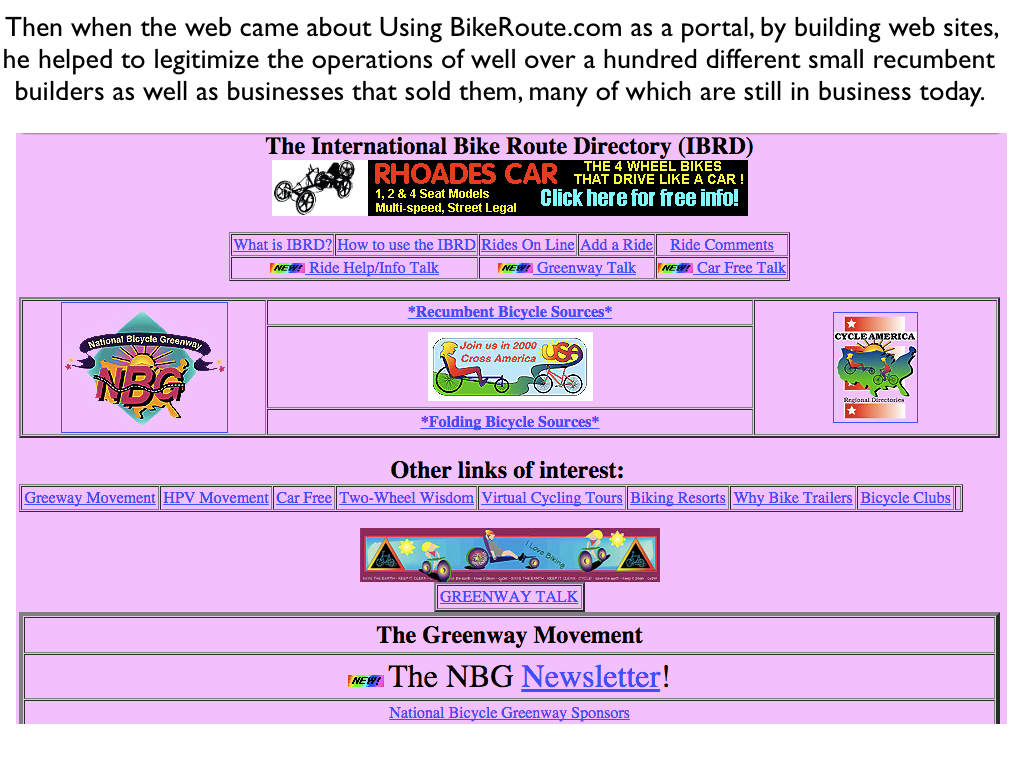 Then when the web came about Using BikeRoute.com as a portal, by building web sites,
he helped to legitimize the operations of well over a hundred different small recumbent
builders as well as businesses that sold them, many of which are still in business today.
The International Bike Route Directory (IBRD)
RHOADES CAR THE 4 WHEEL BIKES
THAT DRIVE LIKE A CAR !
1, 2 & 4 Seat Models
Multi-speed, Street Legal Click here for free info!
What is IBRD? How to use the IBRD Rides On Line Add a Ride Ride Comments
NEW! Ride Help/Info Talk NEW! Greenway Talk NEW! Car Free Talk
*Recumbent Bicycle Sources*
National Bicycle Greenway
NBG
Join us in 2000
Cross America USA
CYCLE AMERICA
Regional Directories
*Folding Bicycle Sources*
Other links of interest:
Greeway Movement HPV Movement Car Free Two-Wheel Wisdom Virtual Cycling Tours Biking Resorts Why Bike Trailers Bicycle Clubs
I Love Biking
GREENWAY TALK
The Greenway Movement
NEW! The NBG Newsletter!
National Bicycle Greenway Sponsors